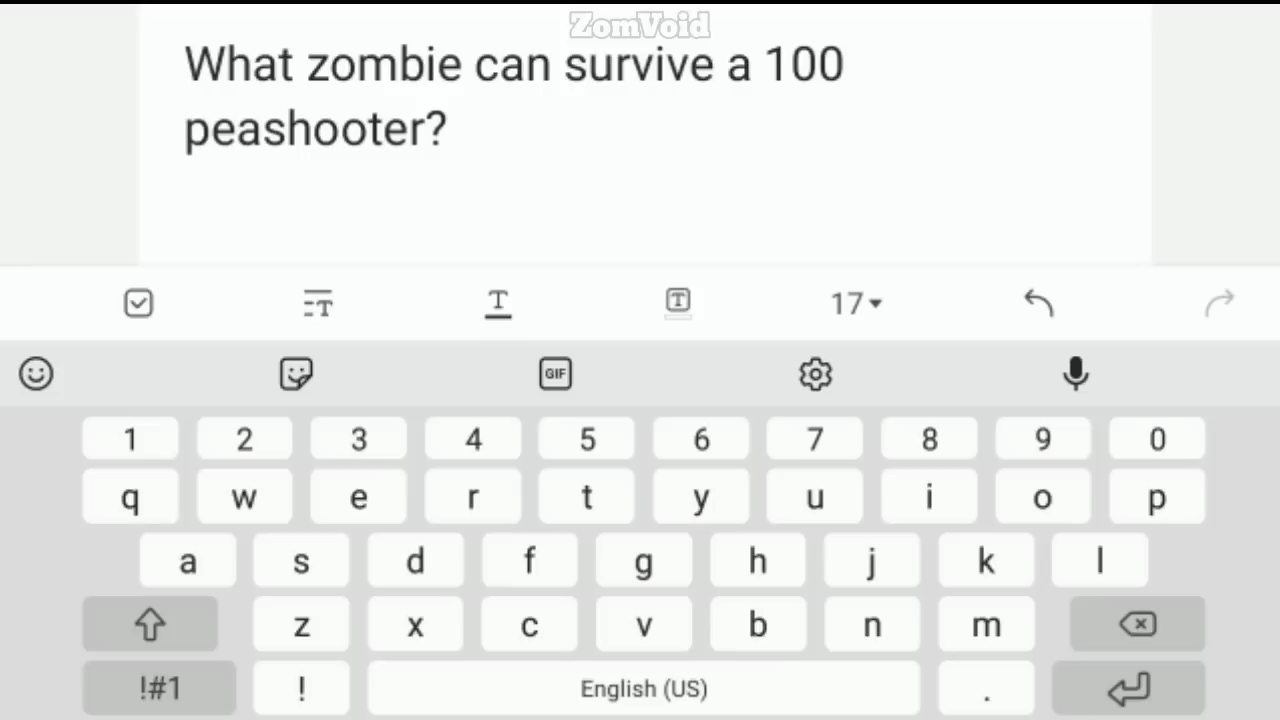 ZomVoid
What zombie can survive a 100
peashooter?
17
GIF
1 2 3 4 5 6 7 8 9 0
q w e r t y u i o p
a s d f g h j k l
z x c v b n m
!#1 ! English (US) .